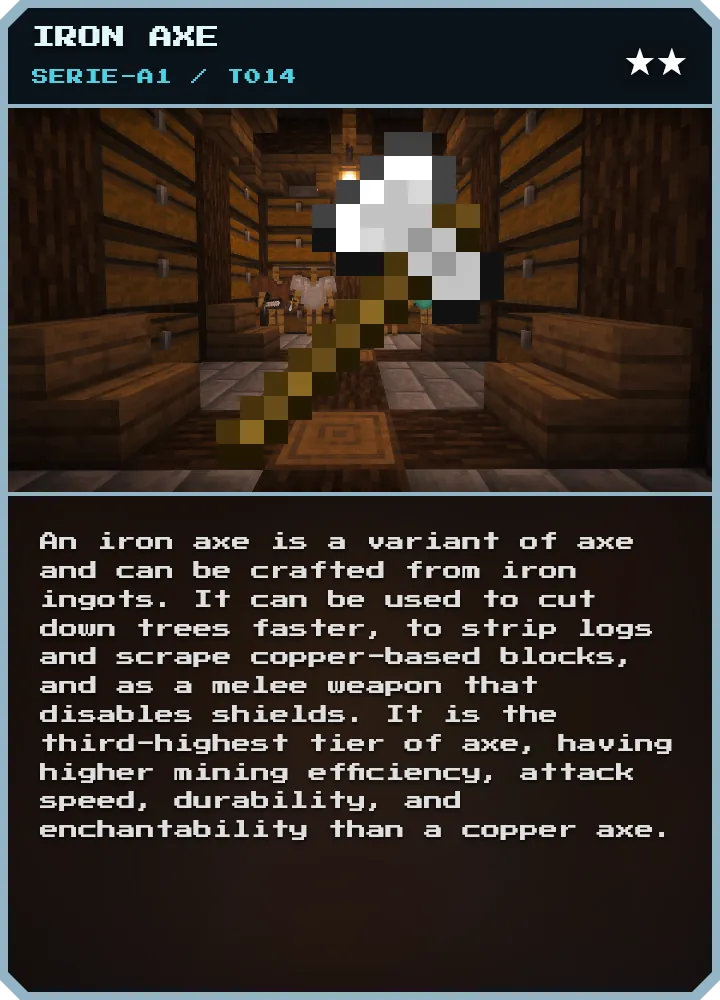 IRON AXE
SERIE-A1 / T014
An iron axe is a variant of axe
and can be crafted from iron
ingots. It can be used to cut
down trees faster, to strip logs
and scrape copper-based blocks,
and as a melee weapon that
disables shields. It is the
third-highest tier of axe, having
higher mining efficiency, attack
speed, durability, and
enchantability than a copper axe.